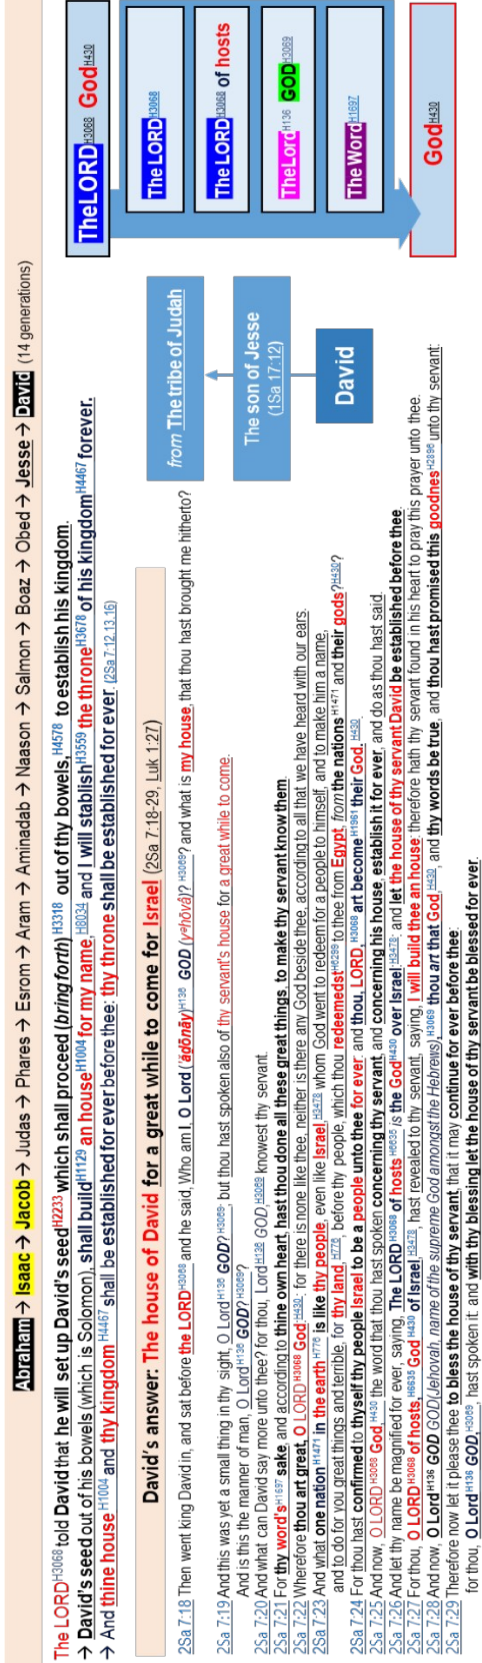 Abraham → Isaac → Jacob → Judas → Phares → Esrom → Aram → Aminadab → Naason → Salmon → Boaz → Obed → Jesse → David (14 generations)
The LORD H3068 told David that he will set up David's seed H2233 which shall proceed (bring forth) H3318 out of thy bowels, H4578 to establish his kingdom.
→ David's seed out of his bowels (which is Solomon), shall build H1129 an house H1004 for my name, H8034 and I will stablish H3559 the throne H3678 of his kingdom H4467 forever.
→ And thine house H1004 and thy kingdom H4467 shall be established for ever before thee: thy throne shall be established for ever. (2Sa 7:12,13,16)
David's answer: The house of David for a great while to come for Israel (2Sa 7:18-29, Luk 1:27)
2Sa 7:18 Then went king David in, and sat before the LORD H3068 and he said, Who am I, O Lord ('ădônây) H136 GOD (yᵉhôvâ)? H3069? and what is my house, that thou hast brought me hitherto?
2Sa 7:19 And this was yet a small thing in thy sight, O Lord H136 GOD? H3069; but thou hast spoken also of thy servant's house for a great while to come.
And is this the manner of man, O Lord H136 GOD? H3069?
2Sa 7:20 And what can David say more unto thee? for thou, Lord H136 GOD, H3069 knowest thy servant.
2Sa 7:21 For thy word's H1697 sake, and according to thine own heart, hast thou done all these great things, to make thy servant know them.
2Sa 7:22 Wherefore thou art great, O LORD H3068 God: H430: for there is none like thee, neither is there any God beside thee, according to all that we have heard with our ears.
2Sa 7:23 And what one nation H1471 in the earth H776 is like thy people, even like Israel, H3478 whom God went to redeem for a people to himself, and to make him a name,
and to do for you great things and terrible, for thy land, H776, before thy people, which thou redeemedst H6299 to thee from Egypt, from the nations H1471 and their gods? H430?
2Sa 7:24 For thou hast confirmed to thyself thy people Israel to be a people unto thee for ever: and thou, LORD, H3068 art become H1961 their God. H430
2Sa 7:25 And now, O LORD H3068 God, H430 the word that thou hast spoken concerning thy servant, and concerning his house, establish it for ever, and do as thou hast said.
2Sa 7:26 And let thy name be magnified for ever, saying, The LORD H3068 of hosts H6635 is the God H430 over Israel: H3478: and let the house of thy servant David be established before thee.
2Sa 7:27 For thou, O LORD H3068 of hosts, H6635 God H430 of Israel, H3478, hast revealed to thy servant, saying, I will build thee an house: therefore hath thy servant found in his heart to pray this prayer unto thee.
2Sa 7:28 And now, O Lord H136 GOD GOD(Jehovah, name of the supreme God amongst the Hebrews), H3069 thou art that God, H430, and thy words be true, and thou hast promised this goodnes H2896 unto thy servant:
2Sa 7:29 Therefore now let it please thee to bless the house of thy servant, that it may continue for ever before thee:
for thou, O Lord H136 GOD, H3069, hast spoken it: and with thy blessing let the house of thy servant be blessed for ever.
from The tribe of Judah
The son of Jesse
(1Sa 17:12)
David
TheLORD H3068 God H430
The LORD H3068
The LORD H3068 of hosts
TheLord H136 GOD H3069
The Word H1697
God H430